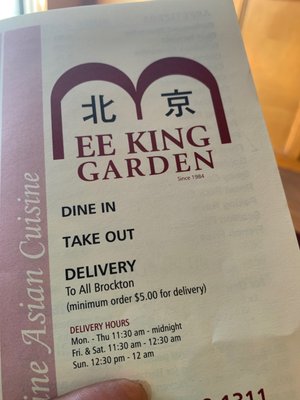 北 京
EE KING
GARDEN
Since 1984
DINE IN
TAKE OUT
DELIVERY
To All Brockton
(minimum order $5.00 for delivery)
DELIVERY HOURS
Mon. - Thu 11:30 am - midnight
Fri. & Sat. 11:30 am - 12:30 am
Sun. 12:30 pm - 12 am
1311
ine Asian Cuisine